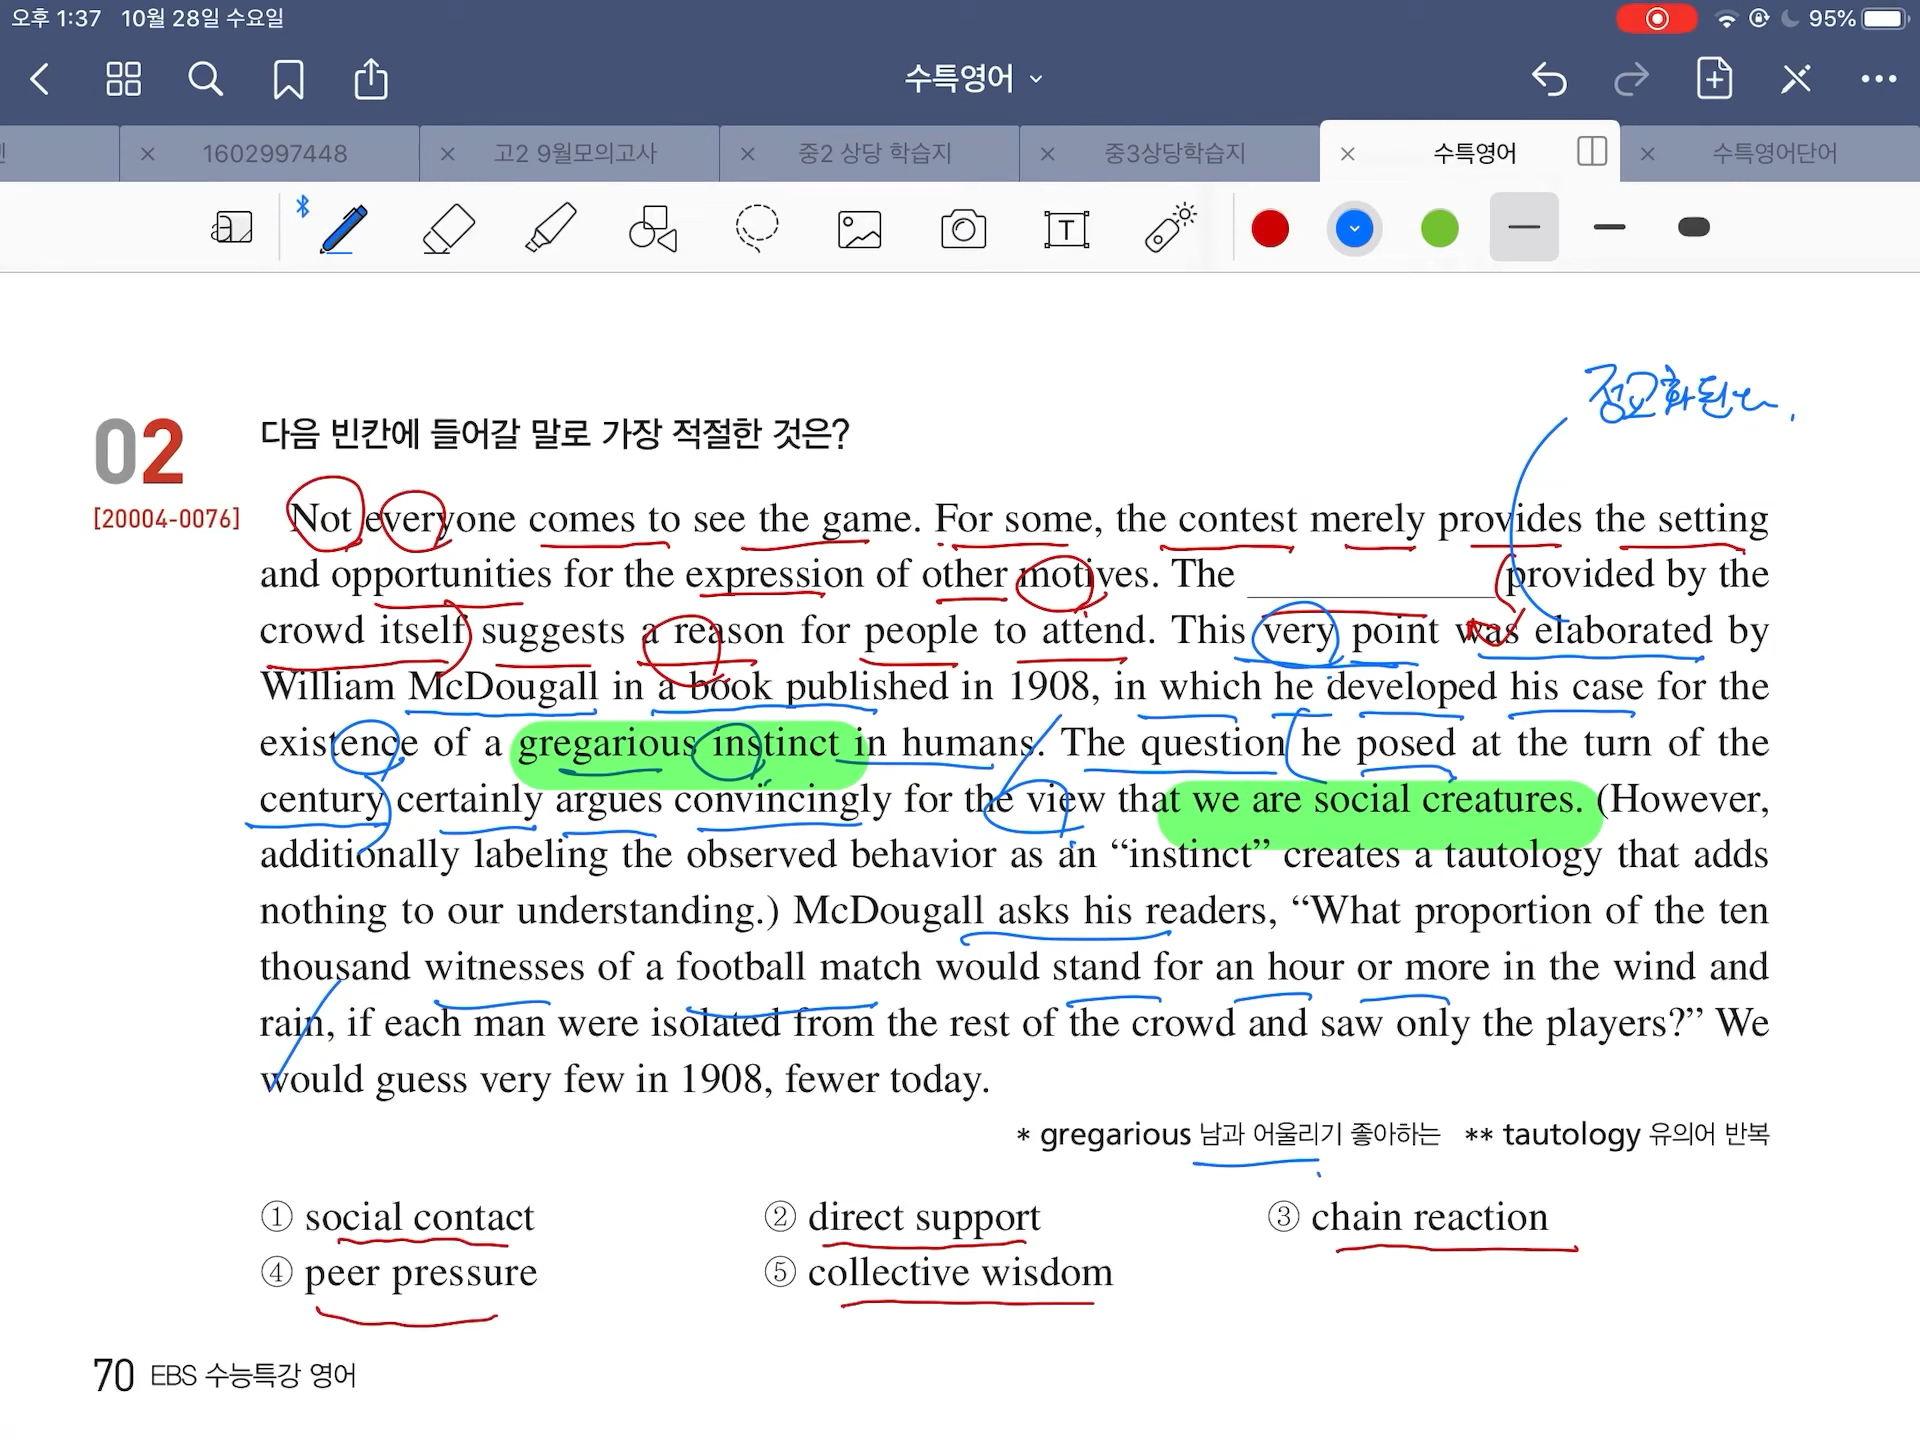 오후 1:37 10월 28일 수요일 95%
수특영어
1602997448 고2 9월모의고사 중2 상당 학습지 중3상당학습지 수특영어 수특영어단어
T
정교화된다.
02 다음 빈칸에 들어갈 말로 가장 적절한 것은?
[20004-0076]
Not everyone comes to see the game. For some, the contest merely provides the setting
and opportunities for the expression of other motives. The ____________ provided by the
crowd itself suggests a reason for people to attend. This very point was elaborated by
William McDougall in a book published in 1908, in which he developed his case for the
existence of a gregarious instinct in humans. The question he posed at the turn of the
century certainly argues convincingly for the view that we are social creatures. (However,
additionally labeling the observed behavior as an “instinct” creates a tautology that adds
nothing to our understanding.) McDougall asks his readers, “What proportion of the ten
thousand witnesses of a football match would stand for an hour or more in the wind and
rain, if each man were isolated from the rest of the crowd and saw only the players?” We
would guess very few in 1908, fewer today.
* gregarious 남과 어울리기 좋아하는 ** tautology 유의어 반복
① social contact ② direct support ③ chain reaction
④ peer pressure ⑤ collective wisdom
70 EBS 수능특강 영어